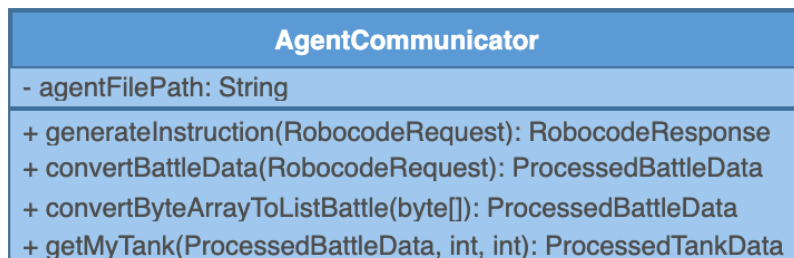 AgentCommunicator
- agentFilePath: String
+ generateInstruction(RobocodeRequest): RobocodeResponse
+ convertBattleData(RobocodeRequest): ProcessedBattleData
+ convertByteArrayToListBattle(byte[]): ProcessedBattleData
+ getMyTank(ProcessedBattleData, int, int): ProcessedTankData